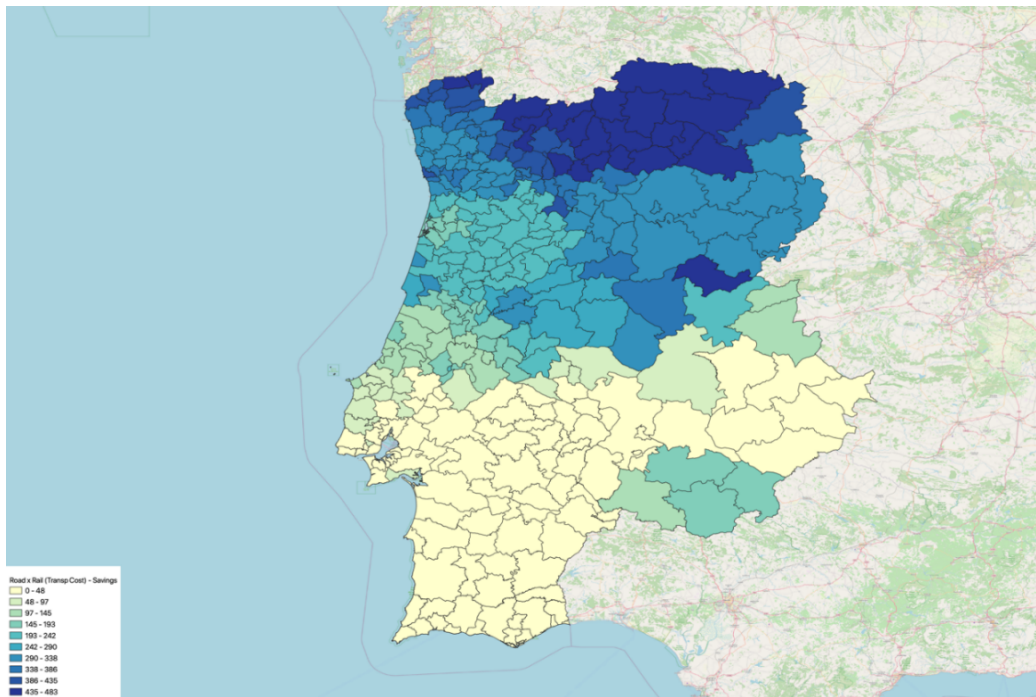 Road x Rail (Transp Cost) - Savings
0 - 48
48 - 97
97 - 145
145 - 193
193 - 242
242 - 290
290 - 338
338 - 386
386 - 435
435 - 483